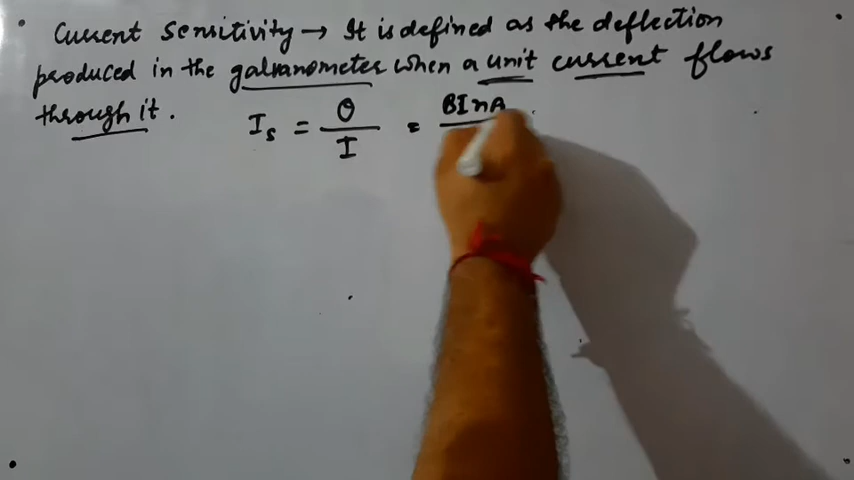 Current Sensitivity → It is defined as the deflection
produced in the galvanometer when a unit current flows
through it.
I_s = θ/I = BInA